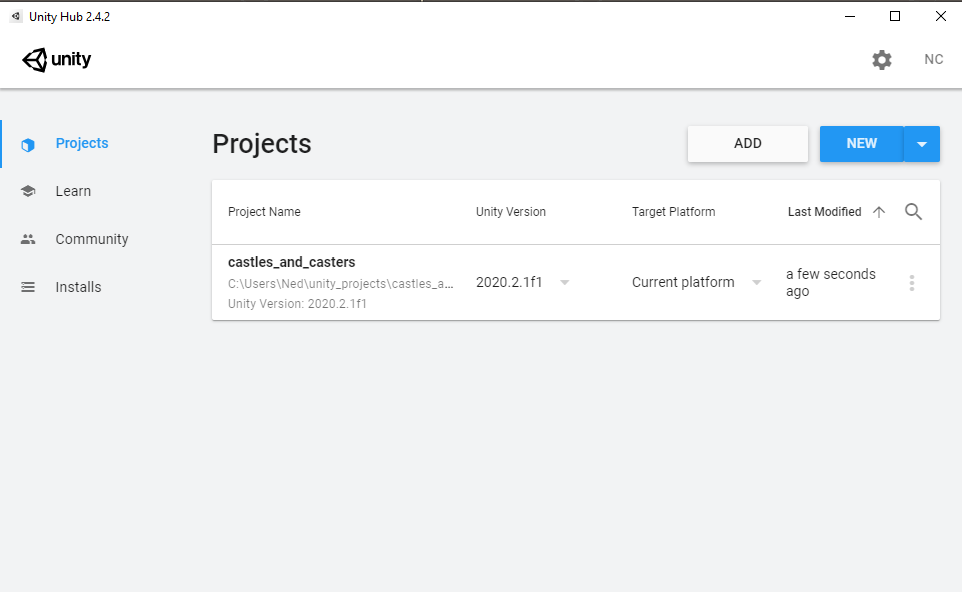 Unity Hub 2.4.2
unity
NC
Projects
Learn
Community
Installs
Projects
ADD
NEW
Project Name
Unity Version
Target Platform
Last Modified
castles_and_casters
C:\Users\Ned\unity_projects\castles_a...
Unity Version: 2020.2.1f1
2020.2.1f1
Current platform
a few seconds
ago